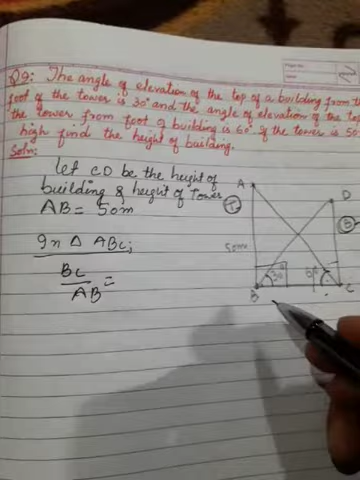 Q9: The angle of elevation of the top of a building from the
foot of the tower is 30° and the angle of elevation of the top
the tower from foot of building is 60° if the tower is 50
high find the height of building.
Soln:
Let CD be the height of
building & height of Tower
AB = 50m
In Δ ABC;
BC
AB =
A
D
T
B
50m
30°
60°
B
C